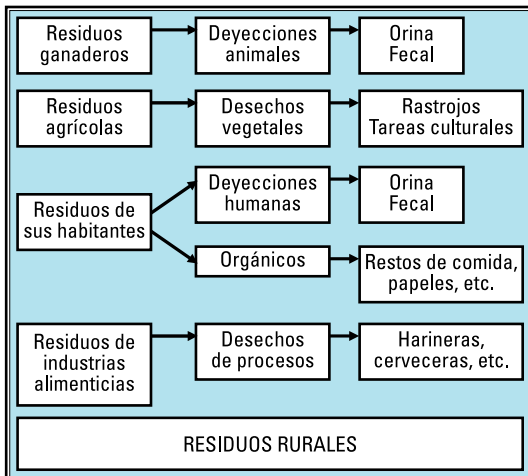 Residuos
ganaderos
Deyecciones
animales
Orina
Fecal
Residuos
agrícolas
Desechos
vegetales
Rastrojos
Tareas culturales
Residuos de
sus habitantes
Deyecciones
humanas
Orina
Fecal
Orgánicos
Restos de comida,
papeles, etc.
Residuos de
industrias
alimenticias
Desechos
de procesos
Harineras,
cerveceras, etc.
RESIDUOS RURALES